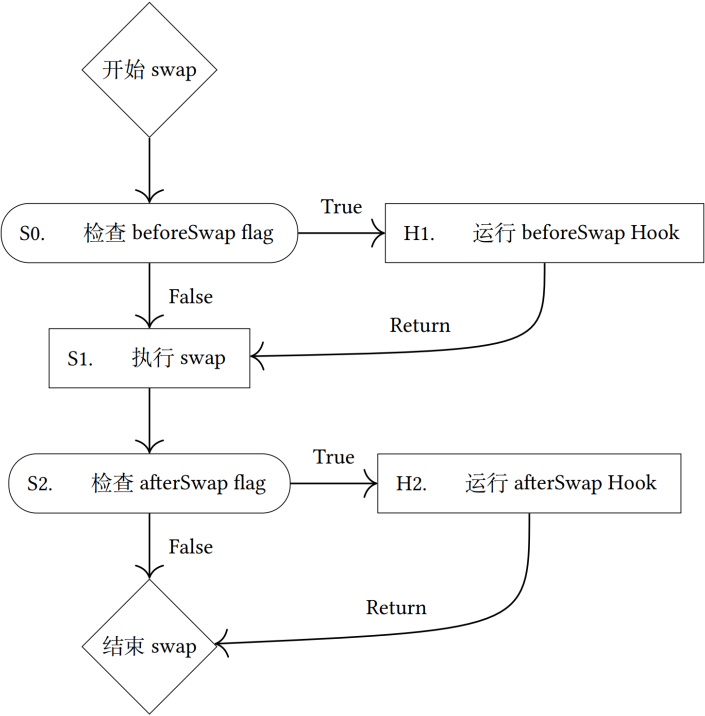 开始 swap
True
S0. 检查 beforeSwap flag
H1. 运行 beforeSwap Hook
False
Return
S1. 执行 swap
True
S2. 检查 afterSwap flag
H2. 运行 afterSwap Hook
False
Return
结束 swap